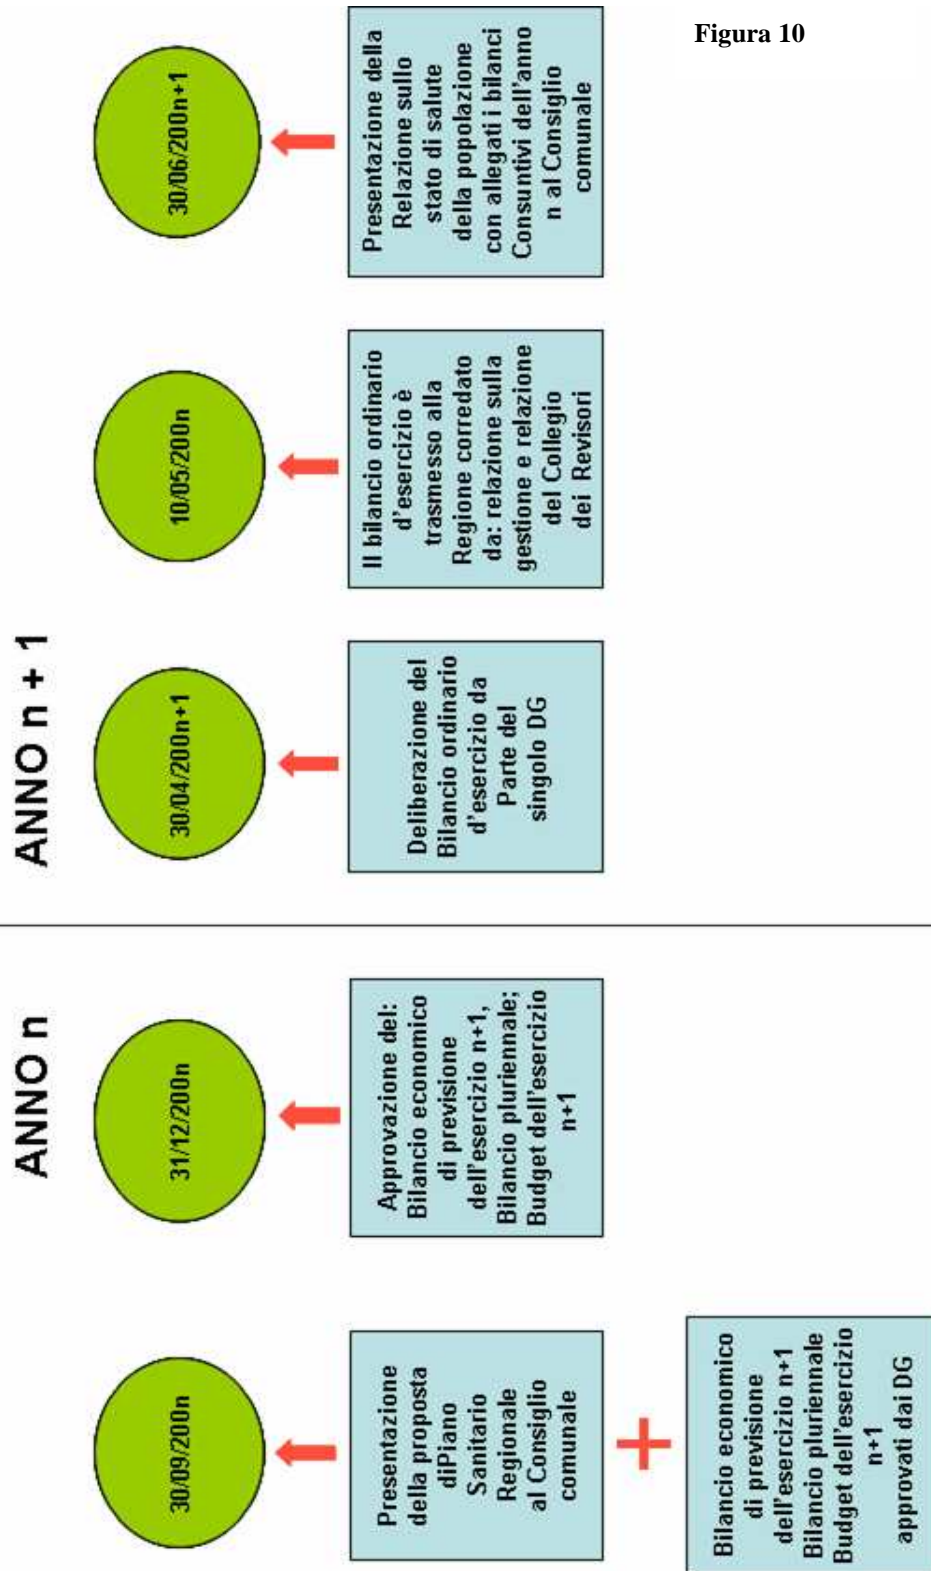 Figura 10
ANNO n
ANNO n + 1
30/09/200n
31/12/200n
30/04/200n+1
10/05/200n
30/06/200n+1
Presentazione
della proposta
diPiano
Sanitario
Regionale
al Consiglio
comunale
Approvazione del:
Bilancio economico
di previsione
dell'esercizio n+1,
Bilancio pluriennale;
Budget dell'esercizio
n+1
Deliberazione del
Bilancio ordinario
d'esercizio da
Parte del
singolo DG
Il bilancio ordinario
d'esercizio è
trasmesso alla
Regione corredato
da: relazione sulla
gestione e relazione
del Collegio
dei Revisori
Presentazione della
Relazione sullo
stato di salute
della popolazione
con allegati i bilanci
Consuntivi dell'anno
n al Consiglio
comunale
+
Bilancio economico
di previsione
dell'esercizio n+1
Bilancio pluriennale
Budget dell'esercizio
n+1
approvati dai DG